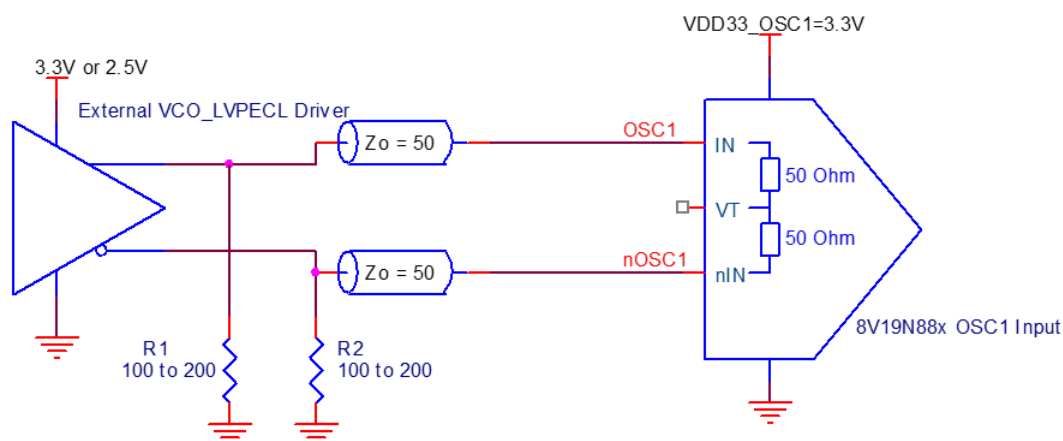 VDD33_OSC1=3.3V
3.3V or 2.5V
External VCO_LVPECL Driver
Zo = 50
OSC1
IN
50 Ohm
VT
50 Ohm
Zo = 50
nOSC1
nIN
8V19N88x OSC1 Input
R1
100 to 200
R2
100 to 200